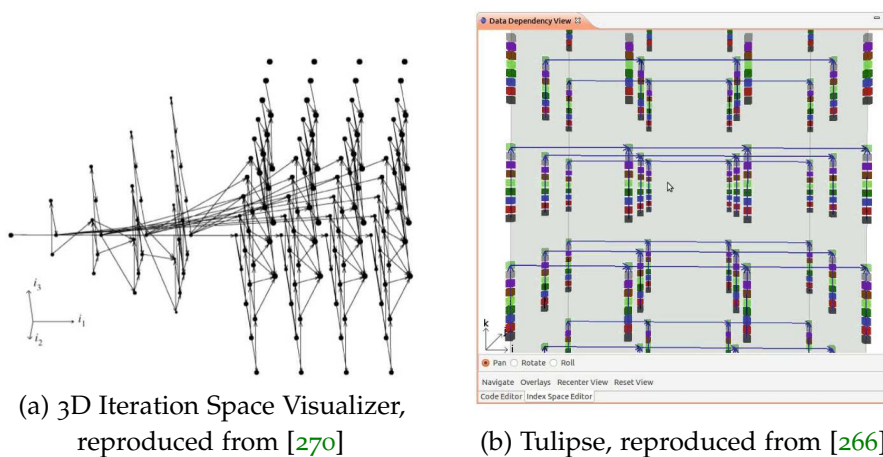 i₃
i₁
i₂
(a) 3D Iteration Space Visualizer,
reproduced from [270]
Data Dependency View
k
i
Pan Rotate Roll
Navigate Overlays Recenter View Reset View
Code Editor Index Space Editor
(b) Tulipse, reproduced from [266]